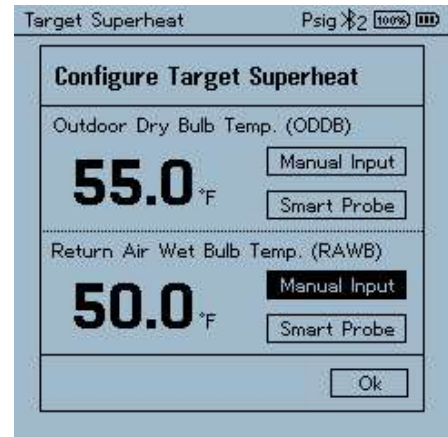 Target Superheat Psig 2 100%
Configure Target Superheat
Outdoor Dry Bulb Temp. (ODDB)
55.0 °F
Manual Input
Smart Probe
Return Air Wet Bulb Temp. (RAWB)
50.0 °F
Manual Input
Smart Probe
Ok